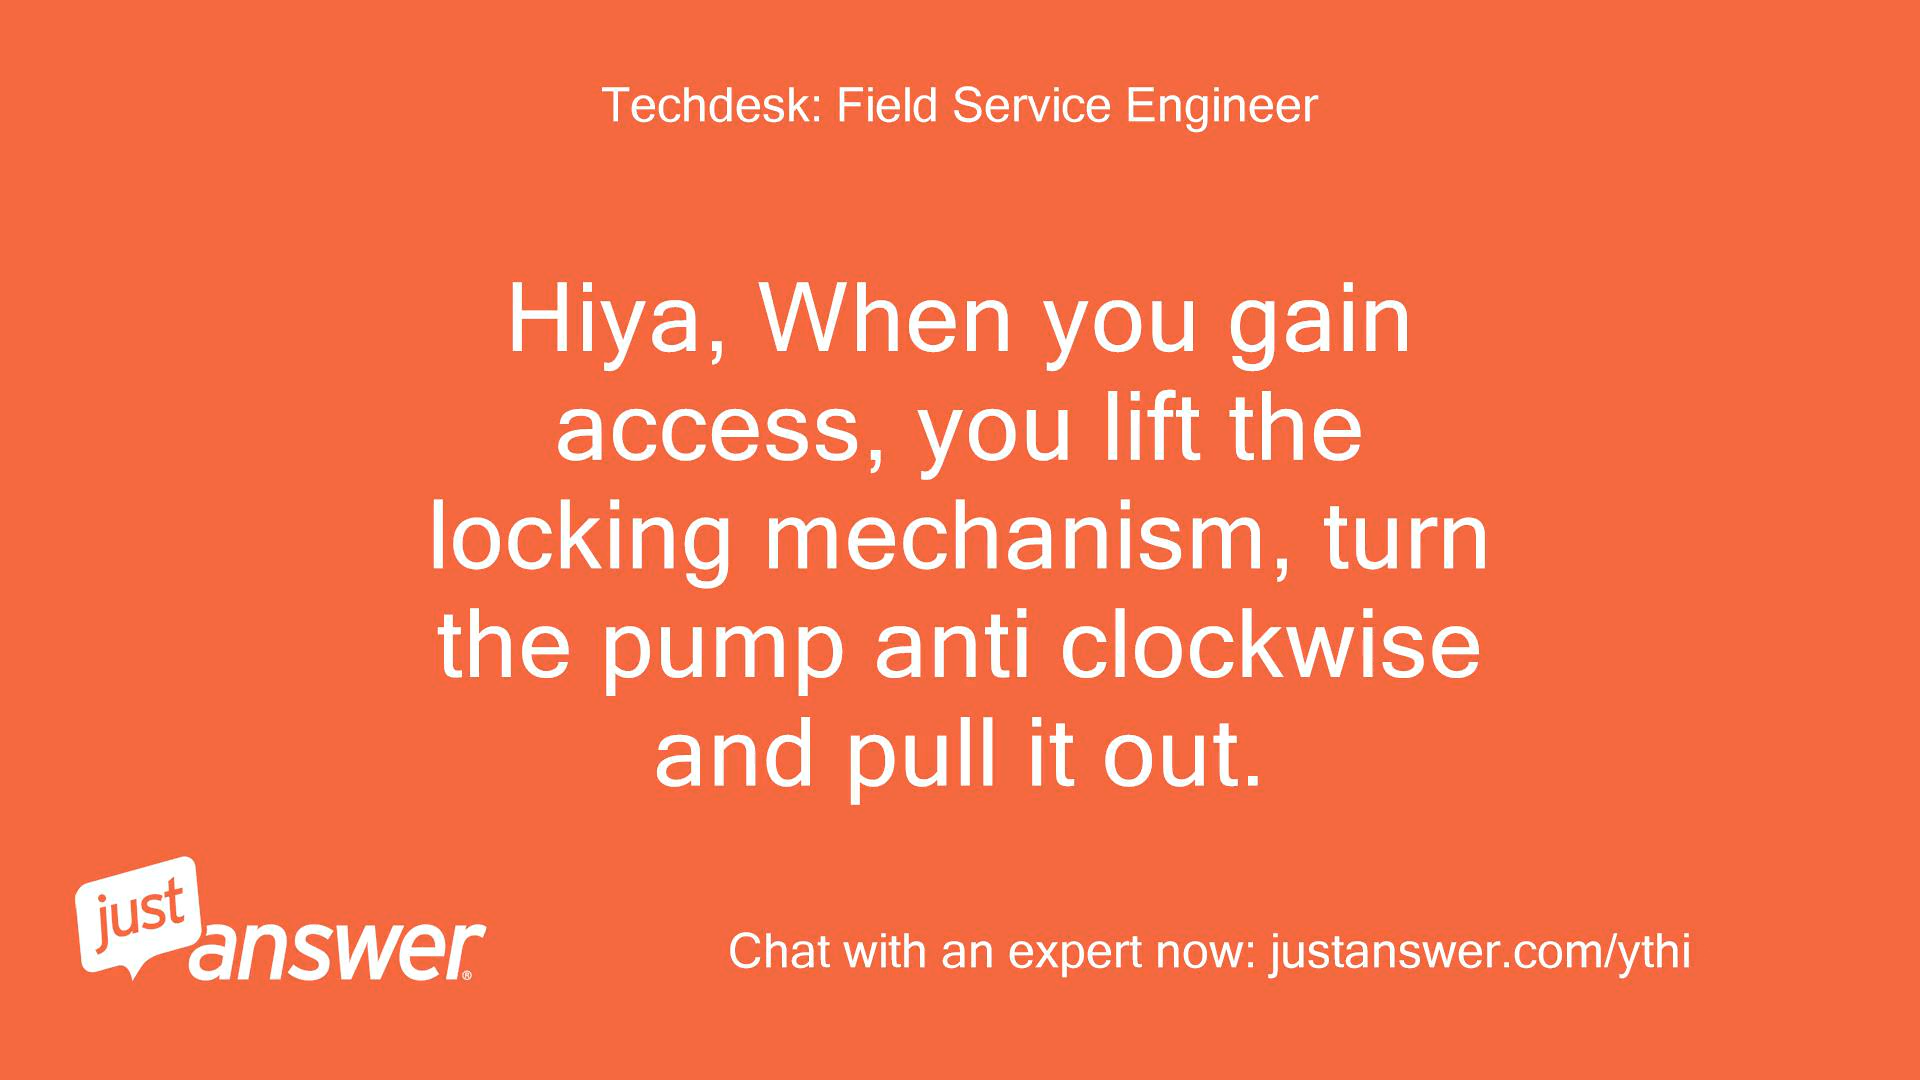 Techdesk: Field Service Engineer
Hiya, When you gain
access, you lift the
locking mechanism, turn
the pump anti clockwise
and pull it out.
just
answer®
Chat with an expert now: justanswer.com/ythi